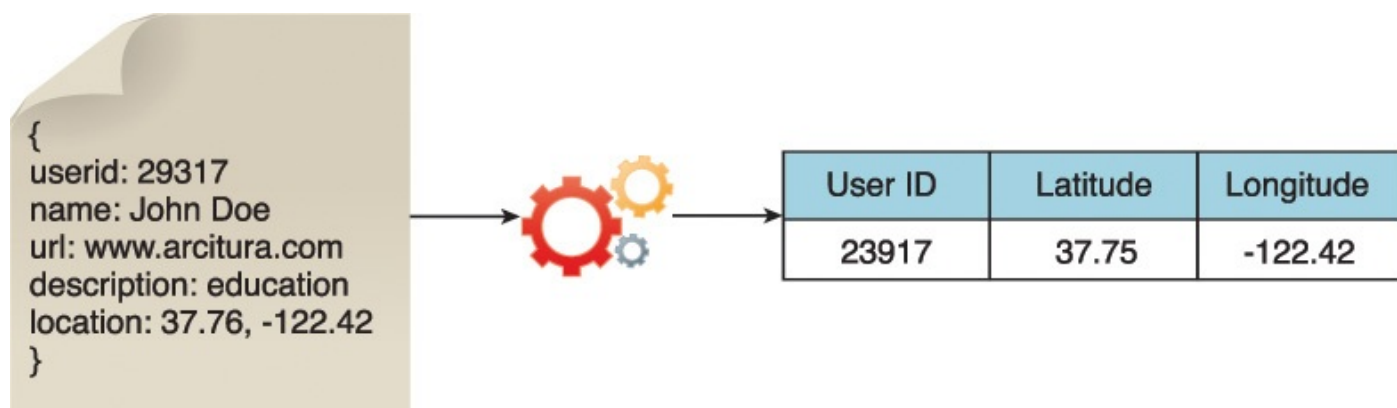 {
userid: 29317
name: John Doe
url: www.arcitura.com
description: education
location: 37.76, -122.42
}
User ID Latitude Longitude
23917 37.75 -122.42